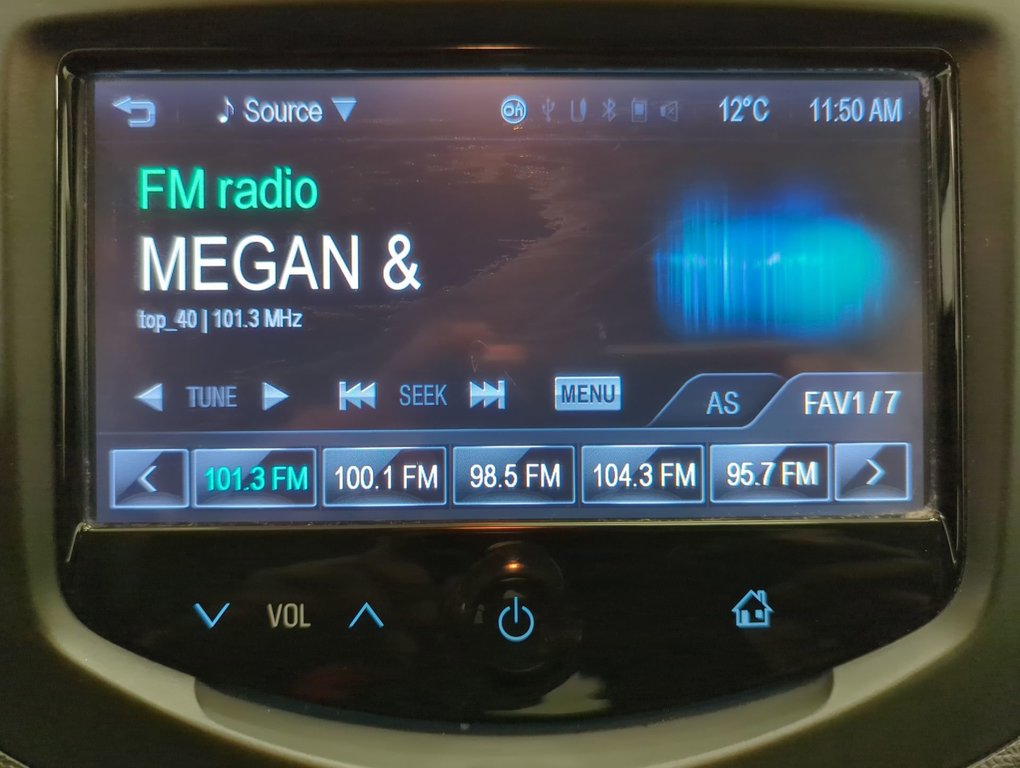 Source 12°C 11:50 AM
FM radio
MEGAN &
top_40 | 101.3 MHz
TUNE SEEK MENU AS FAV1/7
101.3 FM 100.1 FM 98.5 FM 104.3 FM 95.7 FM
VOL